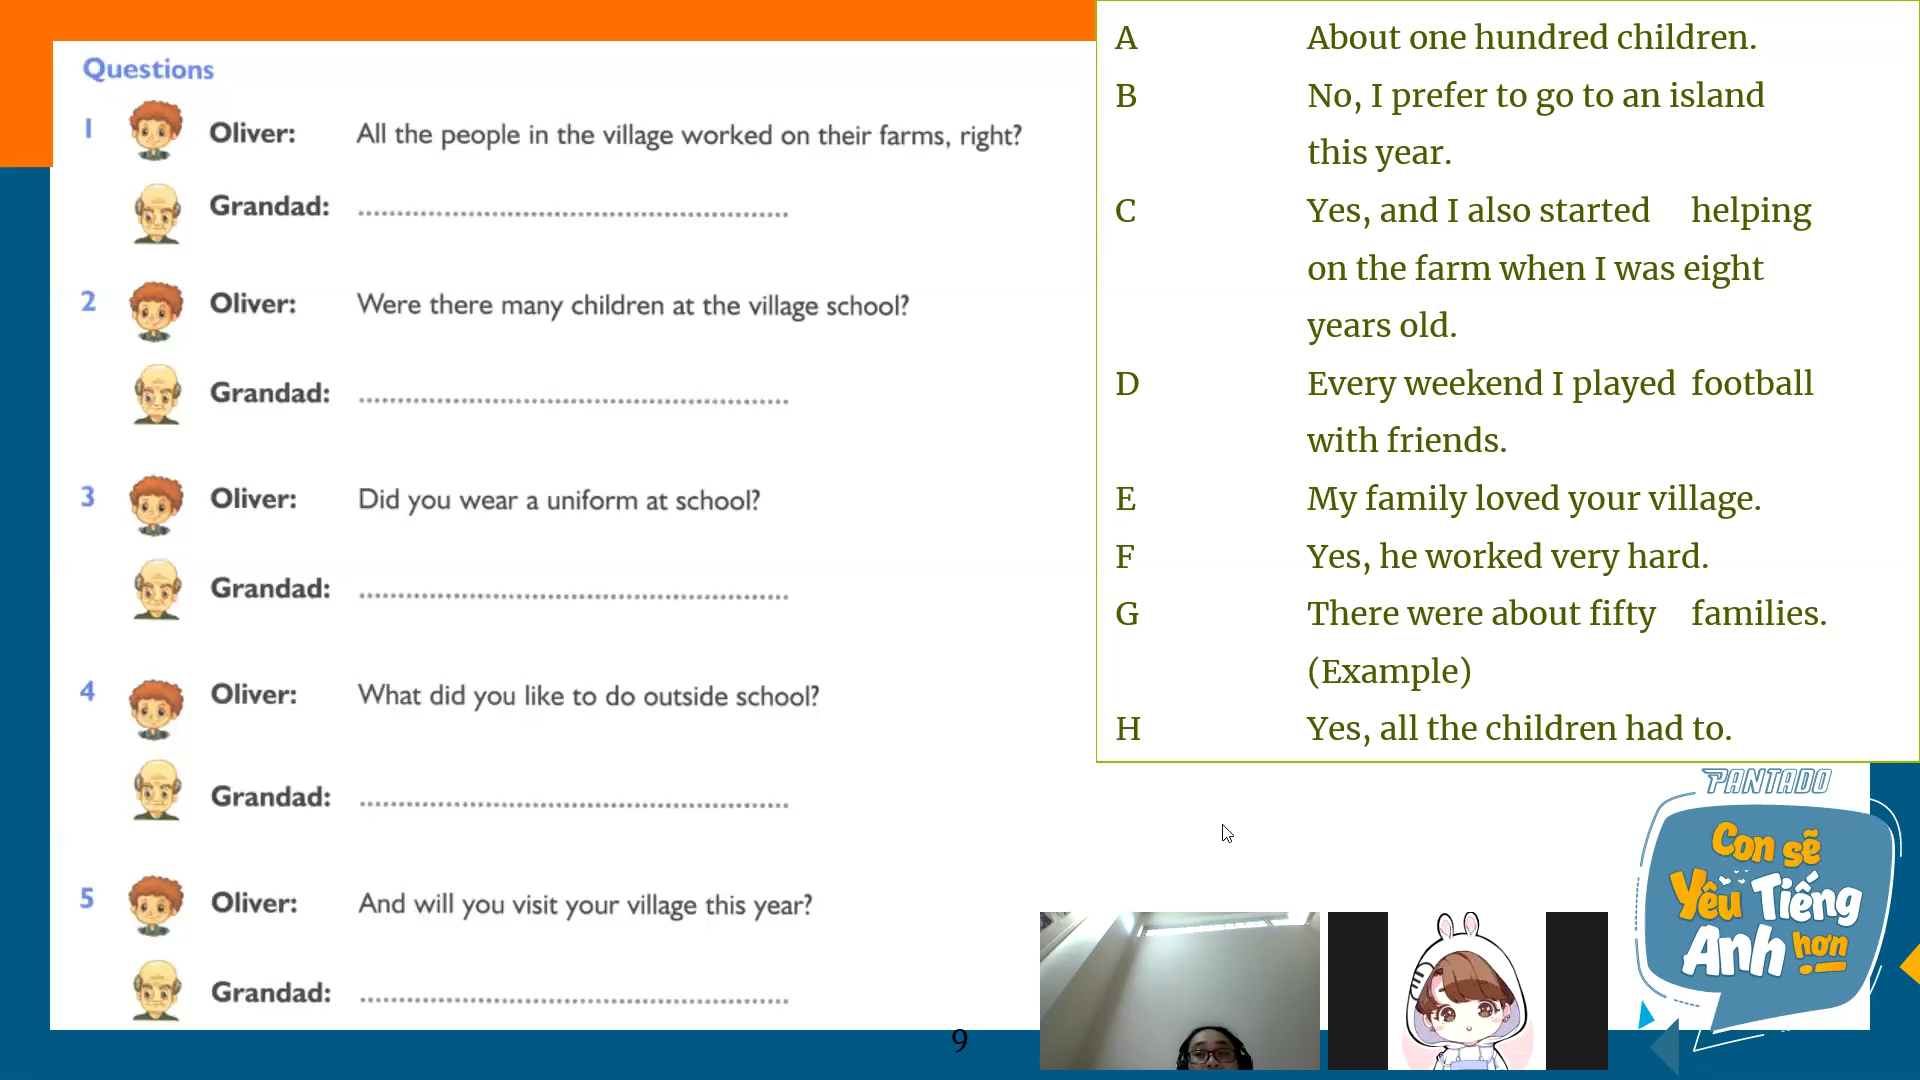 Questions
1 Oliver: All the people in the village worked on their farms, right?
Grandad: ........................................................
2 Oliver: Were there many children at the village school?
Grandad: ........................................................
3 Oliver: Did you wear a uniform at school?
Grandad: ........................................................
4 Oliver: What did you like to do outside school?
Grandad: ........................................................
5 Oliver: And will you visit your village this year?
Grandad: ........................................................
A About one hundred children.
B No, I prefer to go to an island
this year.
C Yes, and I also started helping
on the farm when I was eight
years old.
D Every weekend I played football
with friends.
E My family loved your village.
F Yes, he worked very hard.
G There were about fifty families.
(Example)
H Yes, all the children had to.
PANTADO
Con sẽ
Yêu Tiếng
Anh hơn
9